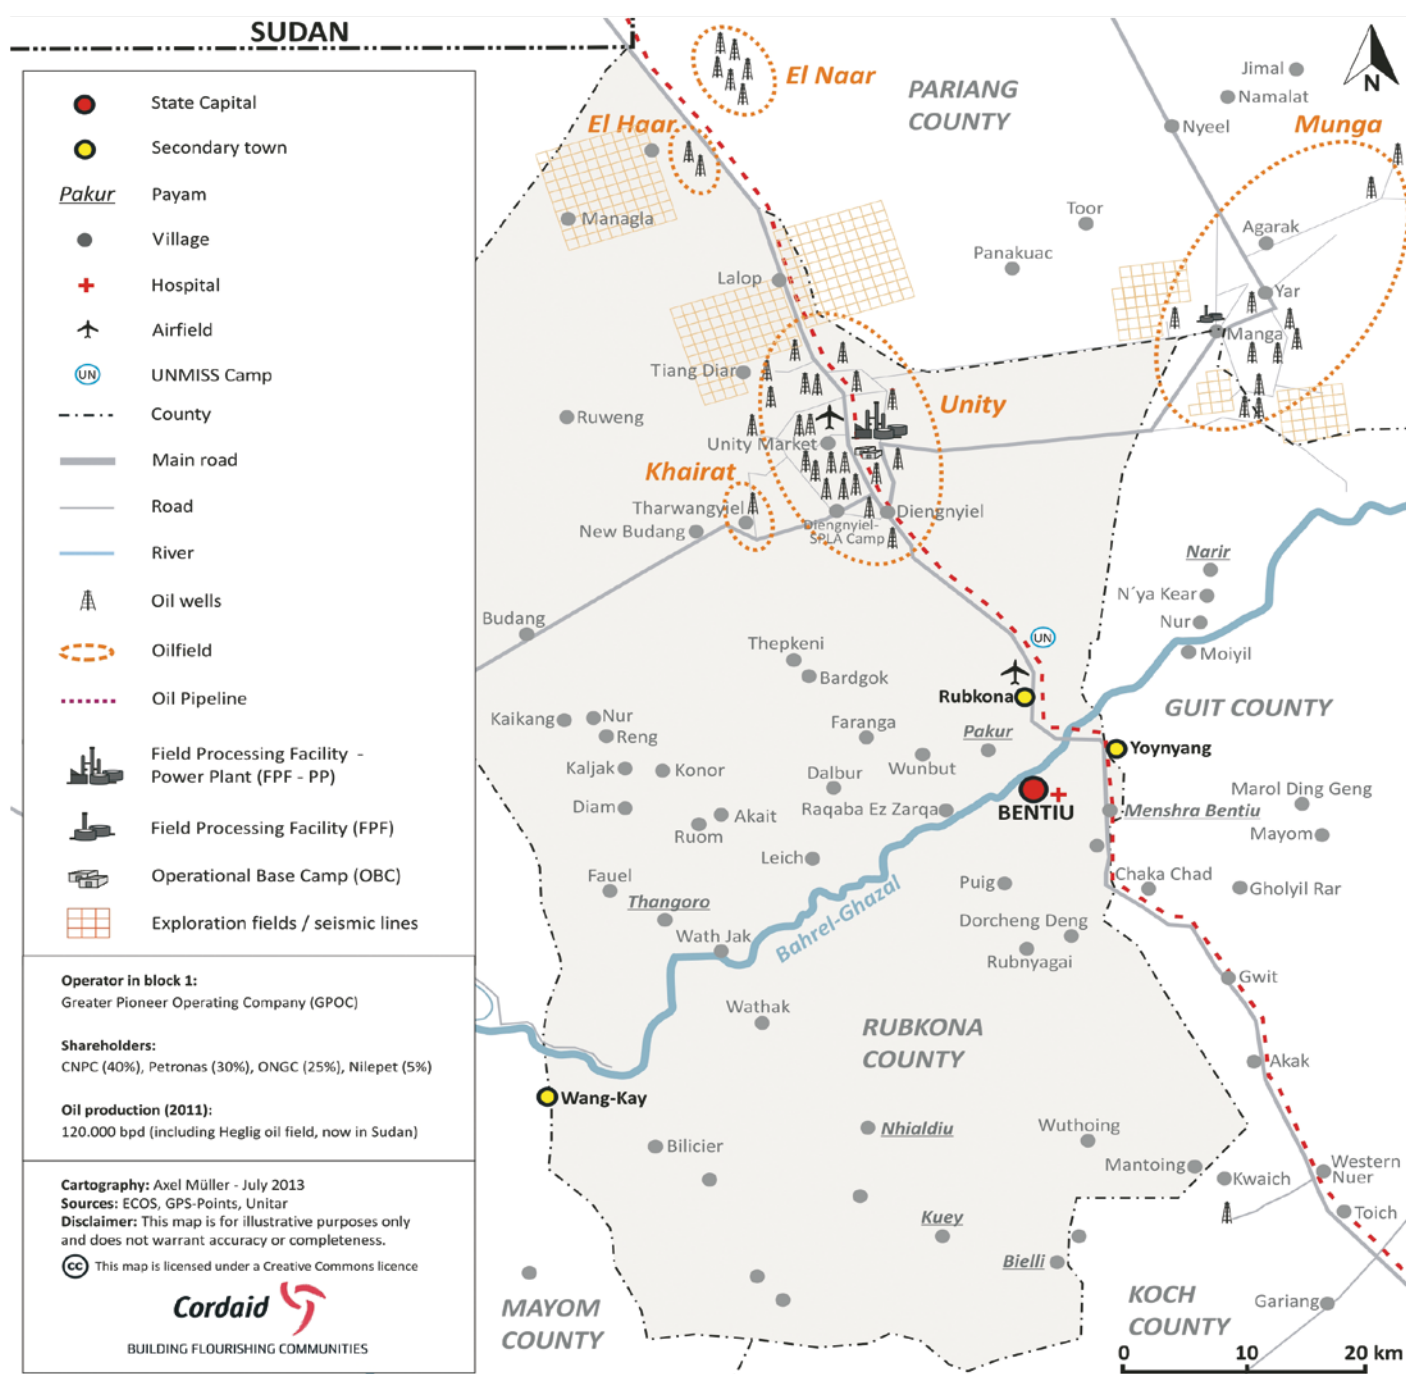 SUDAN
State Capital
Secondary town
Pakur
Payam
Village
Hospital
Airfield
UN
UNMISS Camp
County
Main road
Road
River
Oil wells
Oilfield
Oil Pipeline
Field Processing Facility -
Power Plant (FPF - PP)
Field Processing Facility (FPF)
Operational Base Camp (OBC)
Exploration fields / seismic lines
Operator in block 1:
Greater Pioneer Operating Company (GPOC)
Shareholders:
CNPC (40%), Petronas (30%), ONGC (25%), Nilepet (5%)
Oil production (2011):
120.000 bpd (including Heglig oil field, now in Sudan)
Cartography: Axel Müller - July 2013
Sources: ECOS, GPS-Points, Unitar
Disclaimer: This map is for illustrative purposes only
and does not warrant accuracy or completeness.
cc This map is licensed under a Creative Commons licence
Cordaid
BUILDING FLOURISHING COMMUNITIES
El Naar
PARIANG
COUNTY
Jimal
Namalat
N
Nyeel
Munga
El Haar
Managla
Toor
Agarak
Panakuac
Lalop
Yar
Manga
Tiang Diar
Ruweng
Unity
Unity Market
Khairat
Tharwangyiel
New Budang
Diengnyiel
Diengnyiel-
SPLA Camp
Narir
N´ya Kear
Nur
Moiyil
Budang
UN
Thepkeni
Bardgok
Rubkona
GUIT COUNTY
Kaikang
Nur
Reng
Faranga
Pakur
Yoynyang
Kaljak
Konor
Dalbur
Wunbut
Marol Ding Geng
Diam
Akait
Ruom
Raqaba Ez Zarqa
BENTIU
Menshra Bentiu
Mayom
Leich
Fauel
Puig
Chaka Chad
Gholyil Rar
Thangoro
Bahrel-Ghazal
Dorcheng Deng
Wath Jak
Rubnyagai
Gwit
Wathak
RUBKONA
COUNTY
Akak
Wang-Kay
Nhialdiu
Wuthoing
Bilicier
Mantoing
Western
Nuer
Kwaich
Kuey
Toich
Bielli
MAYOM
COUNTY
KOCH
COUNTY
Gariang
0 10 20 km